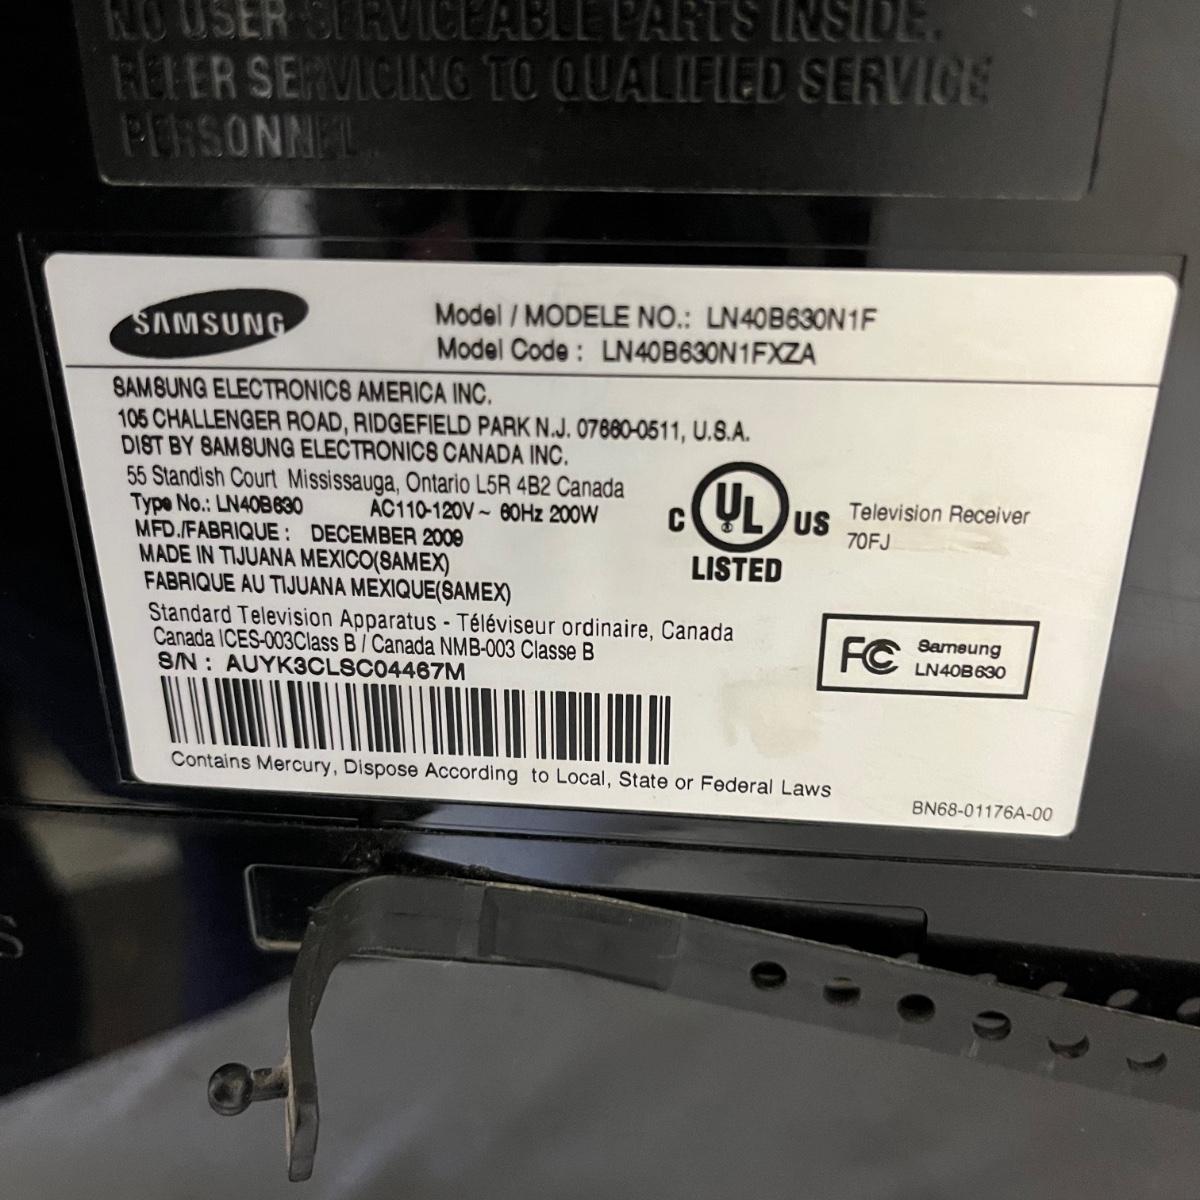 NO USER SERVICEABLE PARTS INSIDE.
REFER SERVICING TO QUALIFIED SERVICE
PERSONNEL.
SAMSUNG
Model / MODELE NO.: LN40B630N1F
Model Code : LN40B630N1FXZA
SAMSUNG ELECTRONICS AMERICA INC.
105 CHALLENGER ROAD, RIDGEFIELD PARK N.J. 07660-0511, U.S.A.
DIST BY SAMSUNG ELECTRONICS CANADA INC.
55 Standish Court Mississauga, Ontario L5R 4B2 Canada
Type No.: LN40B630 AC110-120V~ 60Hz 200W
MFD./FABRIQUE : DECEMBER 2009
MADE IN TIJUANA MEXICO(SAMEX)
FABRIQUE AU TIJUANA MEXIQUE(SAMEX)
C UL US
LISTED
Television Receiver
70FJ
Standard Television Apparatus - Téléviseur ordinaire, Canada
Canada ICES-003Class B / Canada NMB-003 Classe B
S/N : AUYK3CLSC04467M
FC Samsung
LN40B630
Contains Mercury, Dispose According to Local, State or Federal Laws
BN68-01176A-00